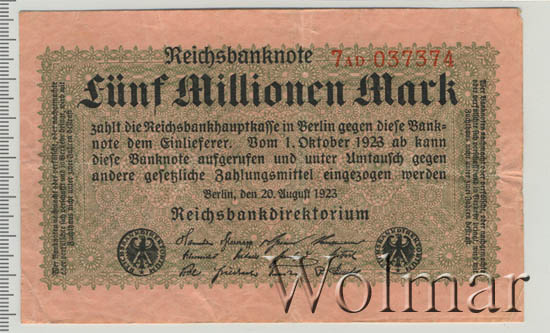 Reichsbanknote 7AD 037374
Fünf Millionen Mark
zahlt die Reichsbankhauptkasse in Berlin gegen diese Bank-
note dem Einlieferer. Vom 1. Oktober 1923 ab kann
diese Banknote aufgerufen und unter Umtausch gegen
andere gesetzliche Zahlungsmittel eingezogen werden
Berlin, den 20. August 1923
Reichsbankdirektorium
Wolmar